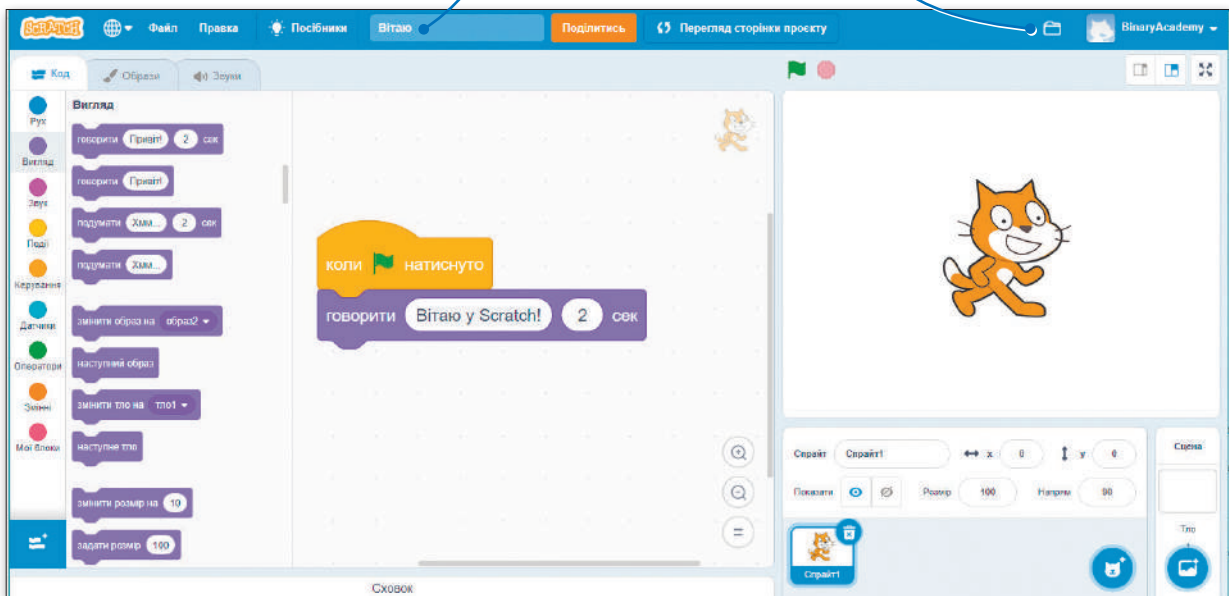 SCRATCH Файл Правка Посібники Вітаю Поділитись Перегляд сторінки проєкту BinaryAcademy
Код Образи Звуки
Рух
Вигляд
Звук
Події
Керування
Датчики
Оператори
Змінні
Мої блоки
Вигляд
говорити Привіт! 2 сек
говорити Привіт!
подумати Хмм... 2 сек
подумати Хмм...
змінити образ на образ2
наступний образ
змінити тло на тло1
наступне тло
змінити розмір на 10
задати розмір 100
коли натиснуто
говорити Вітаю у Scratch! 2 сек
Сховок
Спрайт Спрайт1 x 0 y 0
Показати Розмір 100 Напрям 90
Спрайт1
Сцена
Тло
1